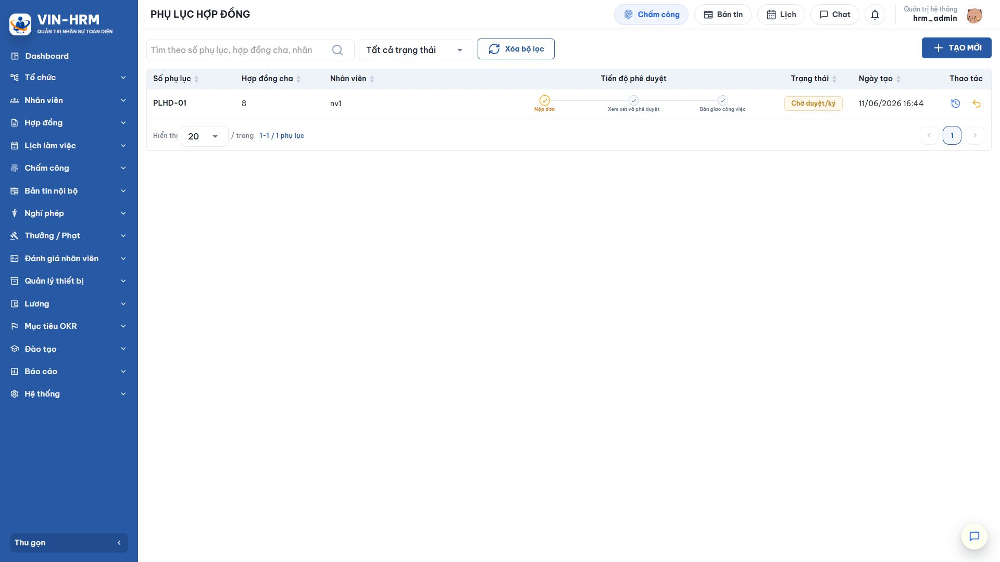 VIN-HRM
QUẢN TRỊ NHÂN SỰ TOÀN DIỆN
Dashboard
Tổ chức
Nhân viên
Hợp đồng
Lịch làm việc
Chấm công
Bản tin nội bộ
Nghỉ phép
Thưởng / Phạt
Đánh giá nhân viên
Quản lý thiết bị
Lương
Mục tiêu OKR
Đào tạo
Báo cáo
Hệ thống
Thu gọn
PHỤ LỤC HỢP ĐỒNG
Chấm công Bản tin Lịch Chat
Quản trị hệ thống
hrm_admin
Tìm theo số phụ lục, hợp đồng cha, nhân Tất cả trạng thái Xóa bộ lọc TẠO MỚI
Số phụ lục Hợp đồng cha Nhân viên Tiến độ phê duyệt Trạng thái Ngày tạo Thao tác
PLHD-01 8 nv1 Chờ duyệt/ký 11/06/2026 16:44
Nộp đơn Xem xét và phê duyệt Bàn giao công việc
Hiển thị 20 / trang 1-1 / 1 phụ lục 1